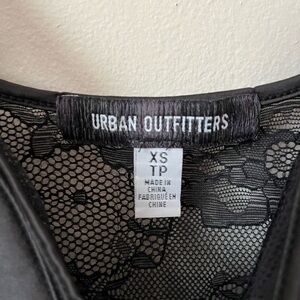 URBAN OUTFITTERS
XS
TP
MADE IN
CHINA
FABRIQUÉ EN
CHINE